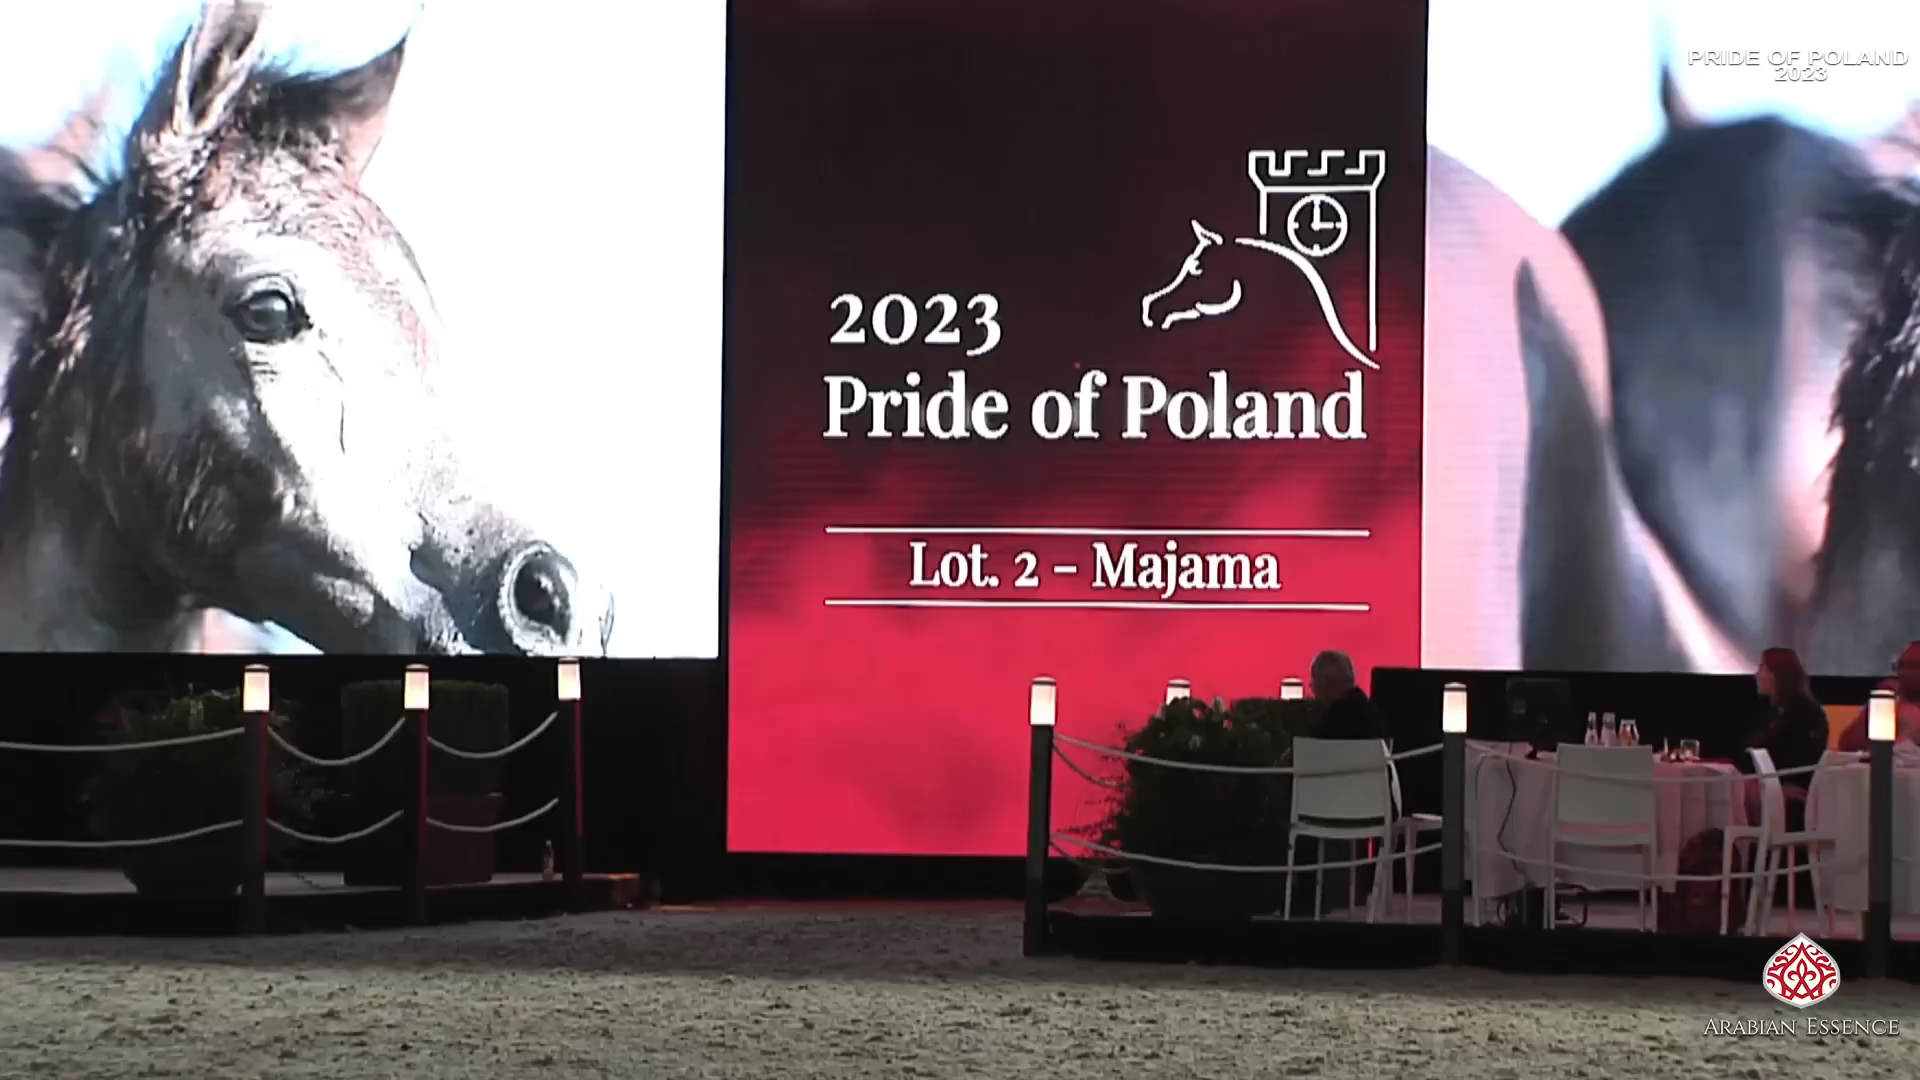 PRIDE OF POLAND
2023
2023
Pride of Poland
Lot. 2 – Majama
ARABIAN ESSENCE